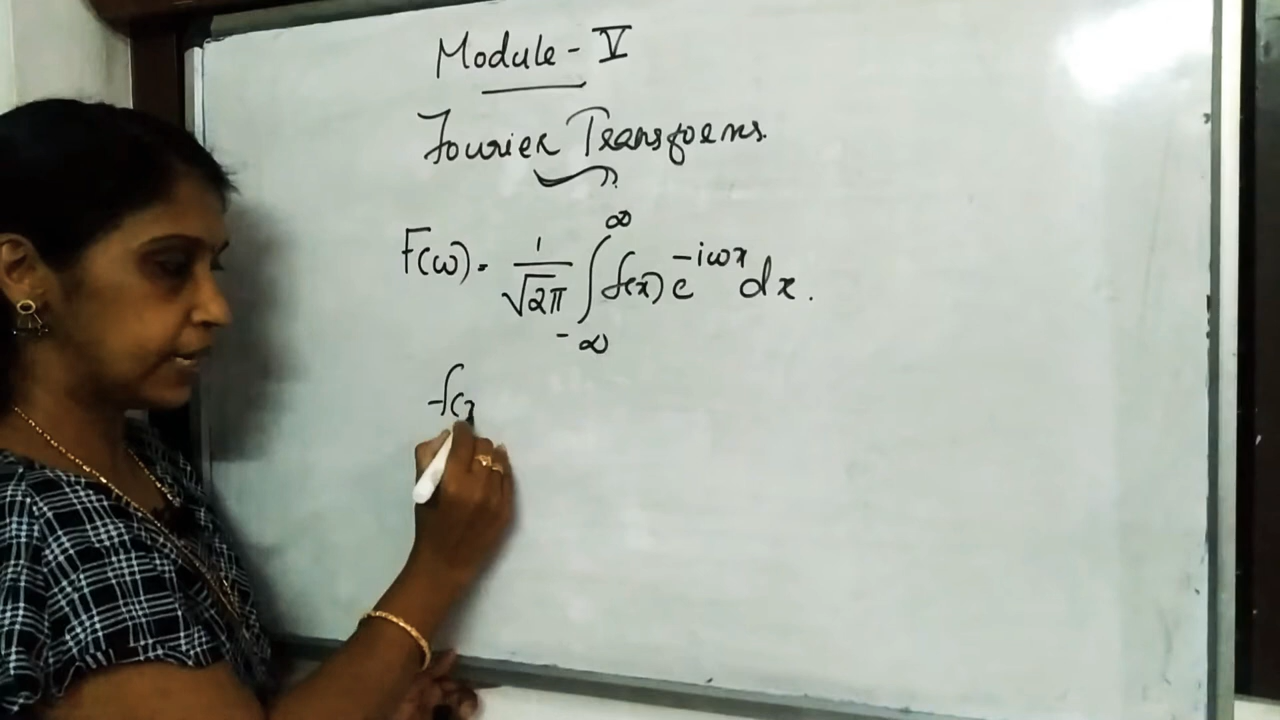 Module - V
Fourier Transforms.
F(ω) = 1/√2π ∫_{-∞}^{∞} f(x) e^{-iωx} dx.
f(x